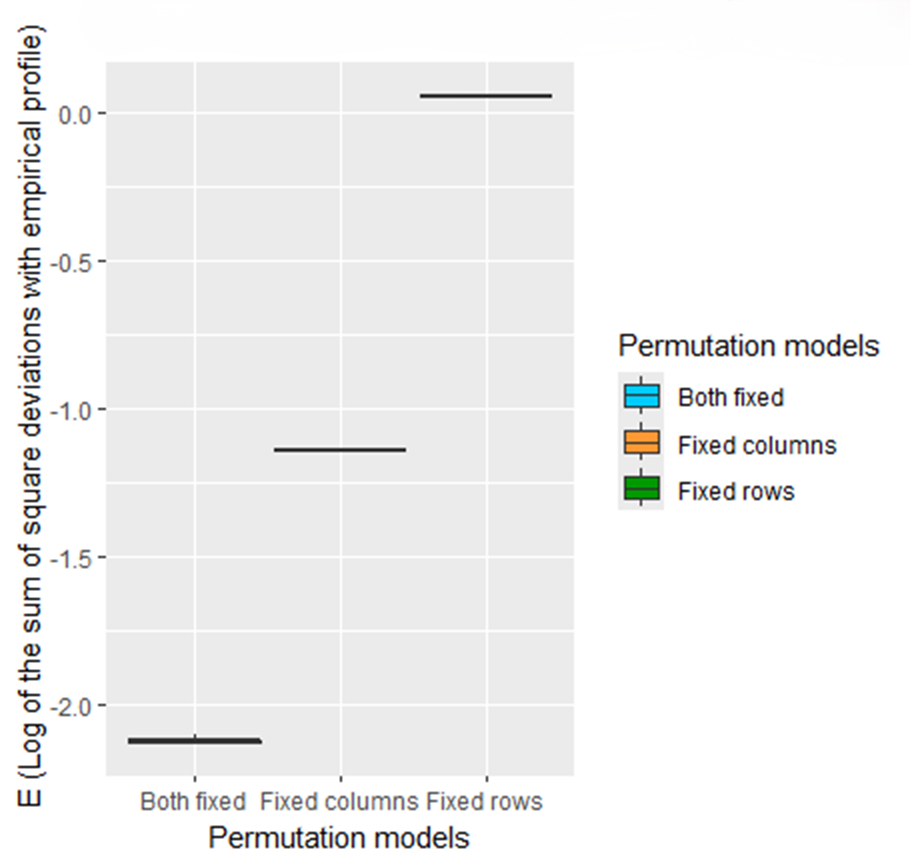 E (Log of the sum of square deviations with empirical profile)
0.0
-0.5
-1.0
-1.5
-2.0
Both fixed Fixed columns Fixed rows
Permutation models
Permutation models
Both fixed
Fixed columns
Fixed rows